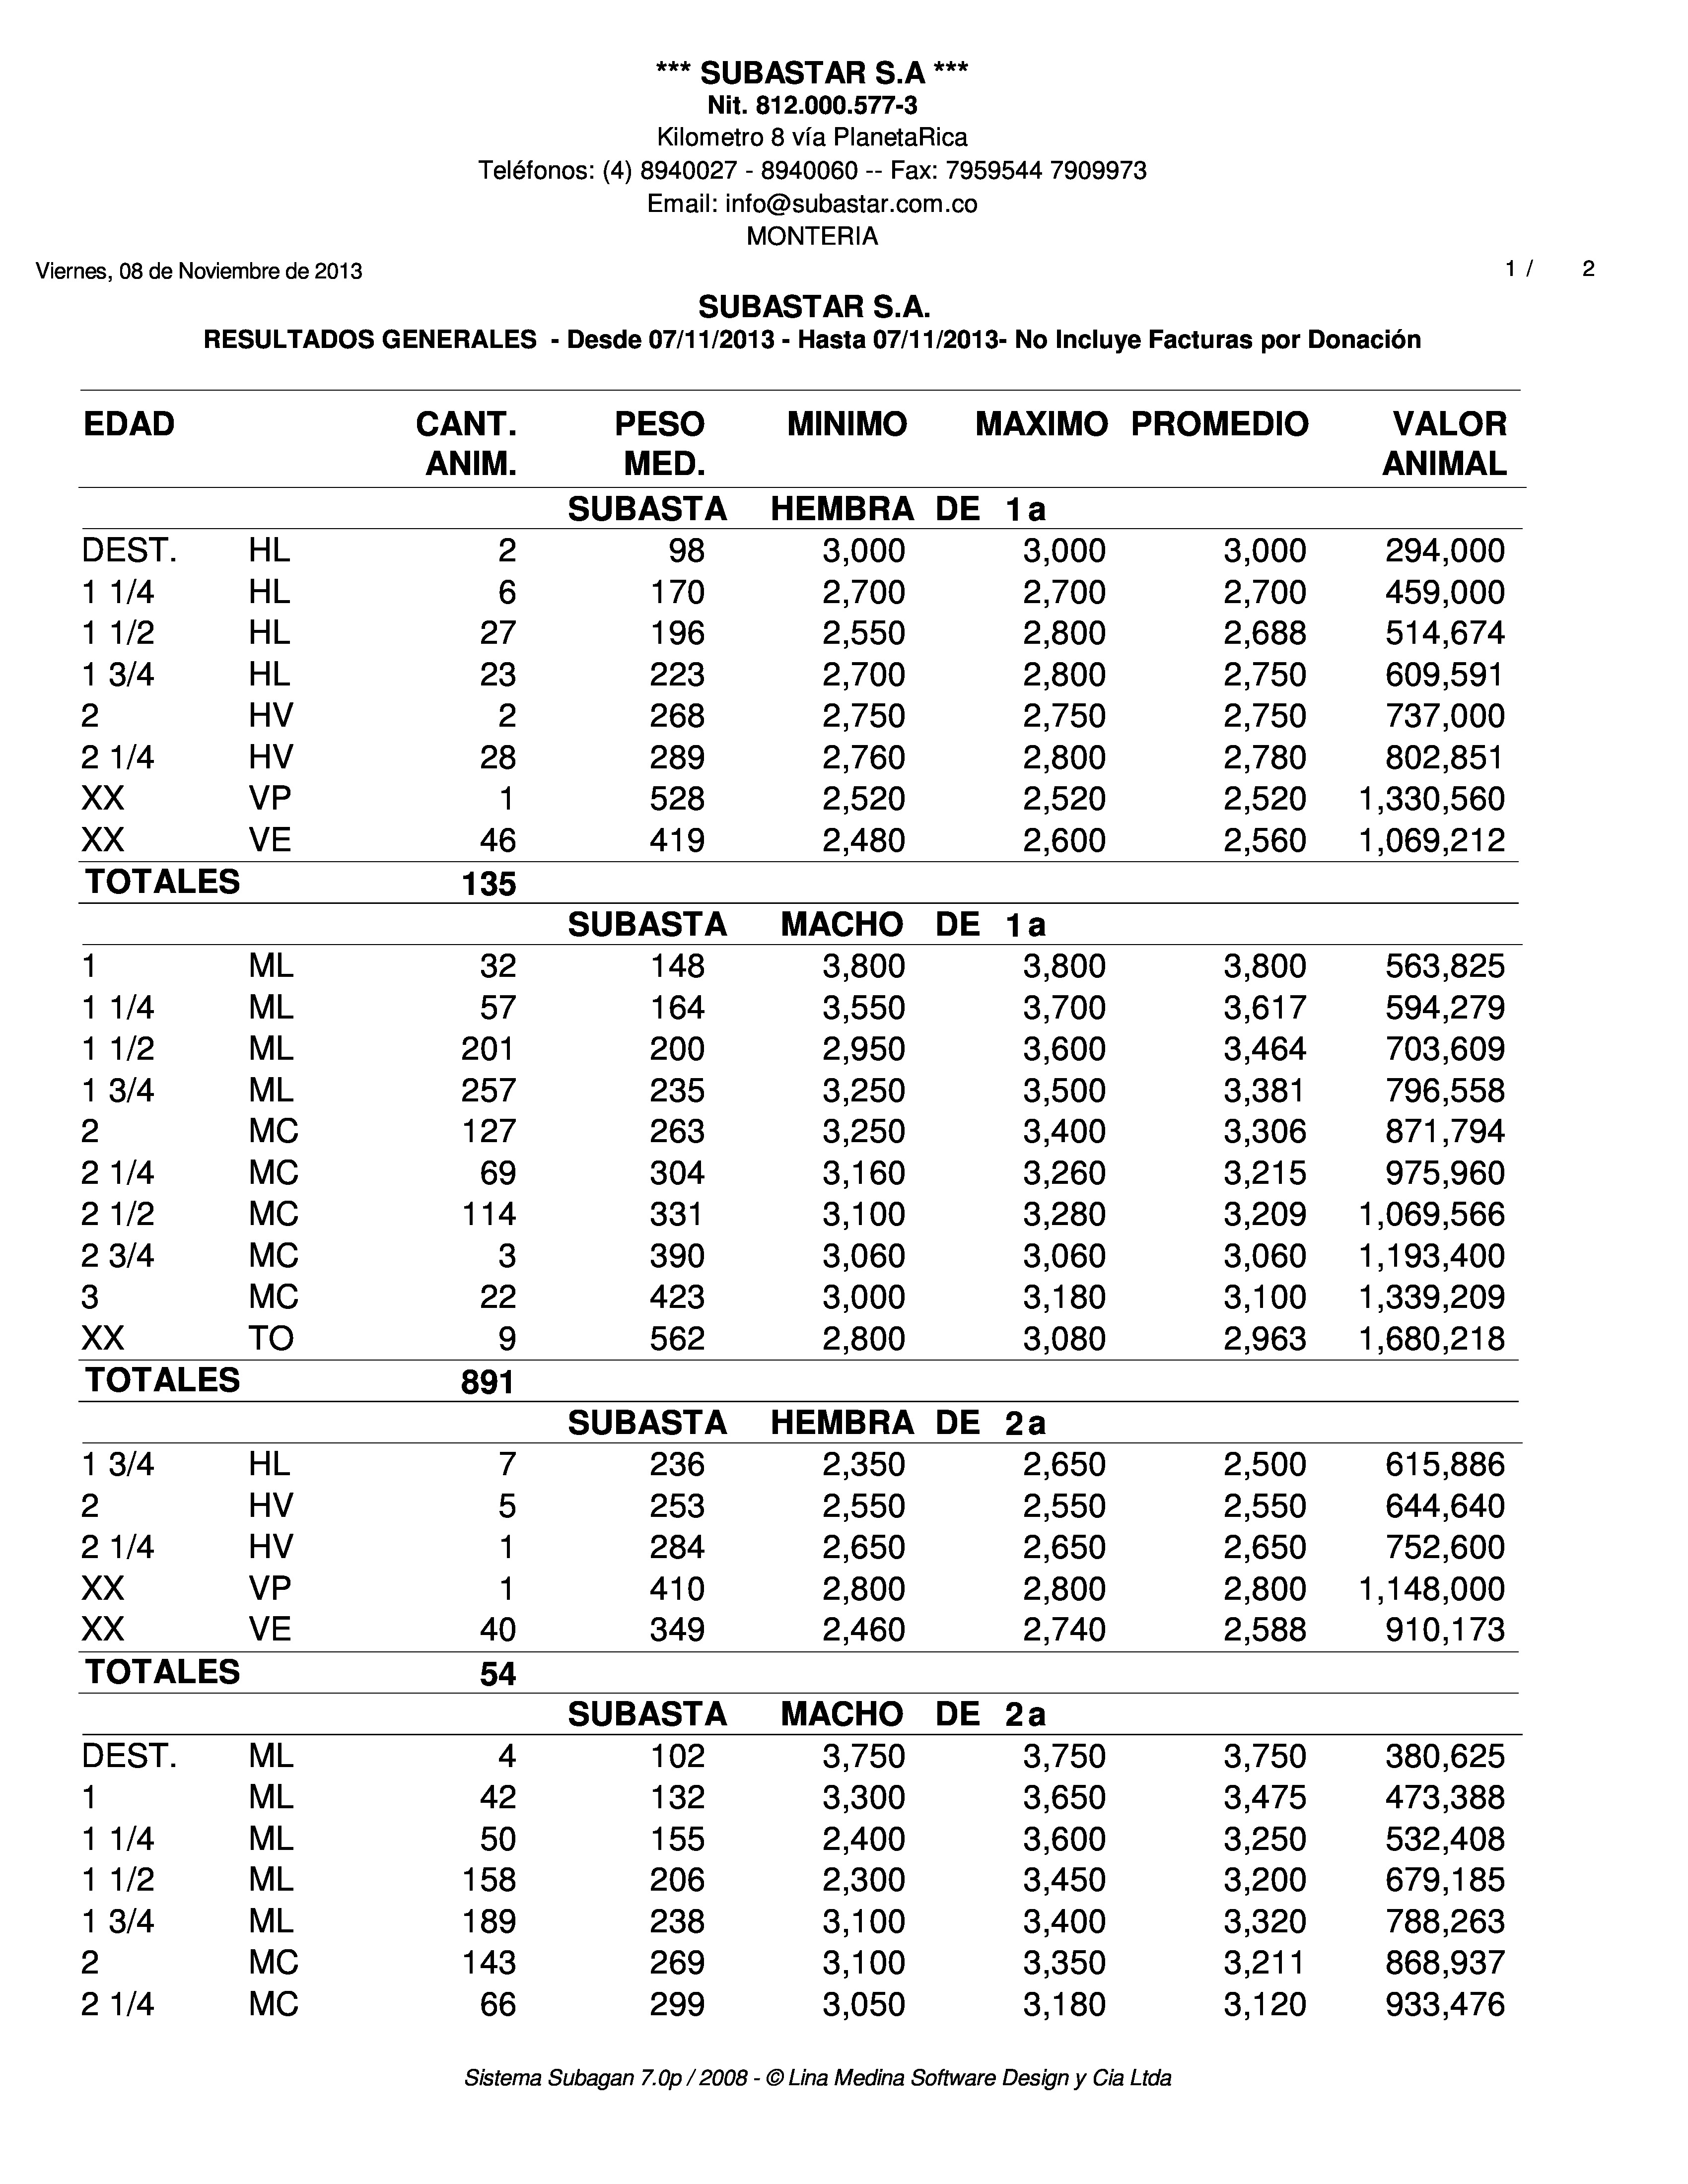 *** SUBASTAR S.A ***
Nit. 812.000.577-3
Kilometro 8 vía PlanetaRica
Teléfonos: (4) 8940027 - 8940060 -- Fax: 7959544 7909973
Email: info@subastar.com.co
MONTERIA
Viernes, 08 de Noviembre de 2013 1 / 2
SUBASTAR S.A.
RESULTADOS GENERALES - Desde 07/11/2013 - Hasta 07/11/2013- No Incluye Facturas por Donación
EDAD CANT. PESO MINIMO MAXIMO PROMEDIO VALOR
ANIM. MED. ANIMAL
SUBASTA HEMBRA DE 1a
DEST. HL 2 98 3,000 3,000 3,000 294,000
1 1/4 HL 6 170 2,700 2,700 2,700 459,000
1 1/2 HL 27 196 2,550 2,800 2,688 514,674
1 3/4 HL 23 223 2,700 2,800 2,750 609,591
2 HV 2 268 2,750 2,750 2,750 737,000
2 1/4 HV 28 289 2,760 2,800 2,780 802,851
XX VP 1 528 2,520 2,520 2,520 1,330,560
XX VE 46 419 2,480 2,600 2,560 1,069,212
TOTALES 135
SUBASTA MACHO DE 1a
1 ML 32 148 3,800 3,800 3,800 563,825
1 1/4 ML 57 164 3,550 3,700 3,617 594,279
1 1/2 ML 201 200 2,950 3,600 3,464 703,609
1 3/4 ML 257 235 3,250 3,500 3,381 796,558
2 MC 127 263 3,250 3,400 3,306 871,794
2 1/4 MC 69 304 3,160 3,260 3,215 975,960
2 1/2 MC 114 331 3,100 3,280 3,209 1,069,566
2 3/4 MC 3 390 3,060 3,060 3,060 1,193,400
3 MC 22 423 3,000 3,180 3,100 1,339,209
XX TO 9 562 2,800 3,080 2,963 1,680,218
TOTALES 891
SUBASTA HEMBRA DE 2a
1 3/4 HL 7 236 2,350 2,650 2,500 615,886
2 HV 5 253 2,550 2,550 2,550 644,640
2 1/4 HV 1 284 2,650 2,650 2,650 752,600
XX VP 1 410 2,800 2,800 2,800 1,148,000
XX VE 40 349 2,460 2,740 2,588 910,173
TOTALES 54
SUBASTA MACHO DE 2a
DEST. ML 4 102 3,750 3,750 3,750 380,625
1 ML 42 132 3,300 3,650 3,475 473,388
1 1/4 ML 50 155 2,400 3,600 3,250 532,408
1 1/2 ML 158 206 2,300 3,450 3,200 679,185
1 3/4 ML 189 238 3,100 3,400 3,320 788,263
2 MC 143 269 3,100 3,350 3,211 868,937
2 1/4 MC 66 299 3,050 3,180 3,120 933,476
Sistema Subagan 7.0p / 2008 - © Lina Medina Software Design y Cia Ltda